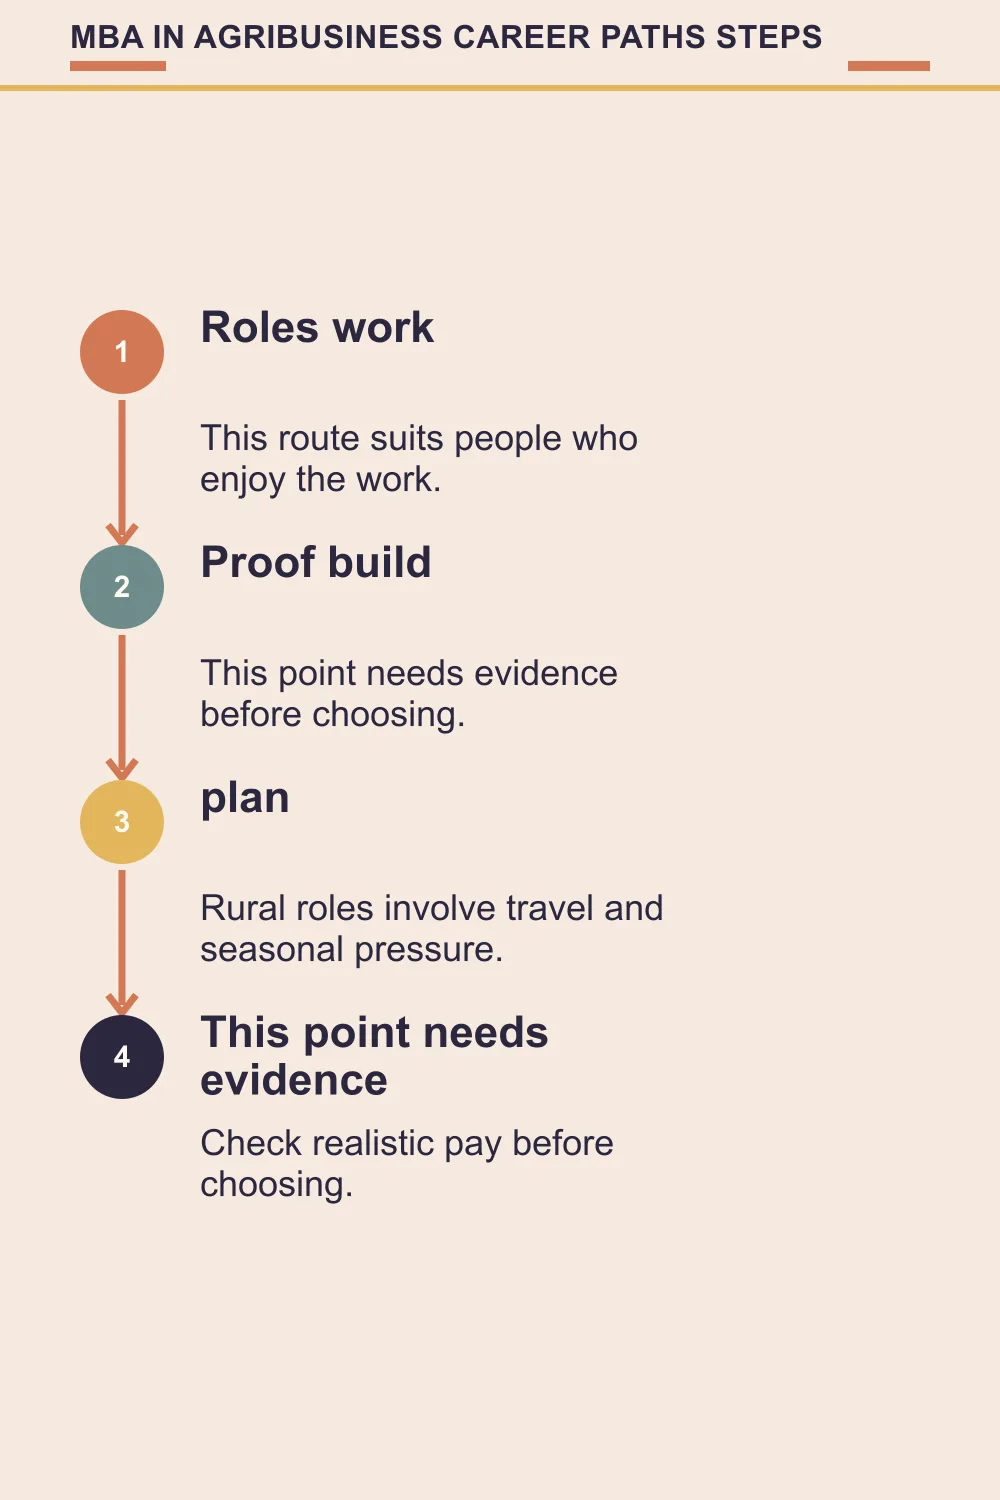 MBA IN AGRIBUSINESS CAREER PATHS STEPS
1
Roles work
This route suits people who
enjoy the work.
2
Proof build
This point needs evidence
before choosing.
3
plan
Rural roles involve travel and
seasonal pressure.
4
This point needs
evidence
Check realistic pay before
choosing.